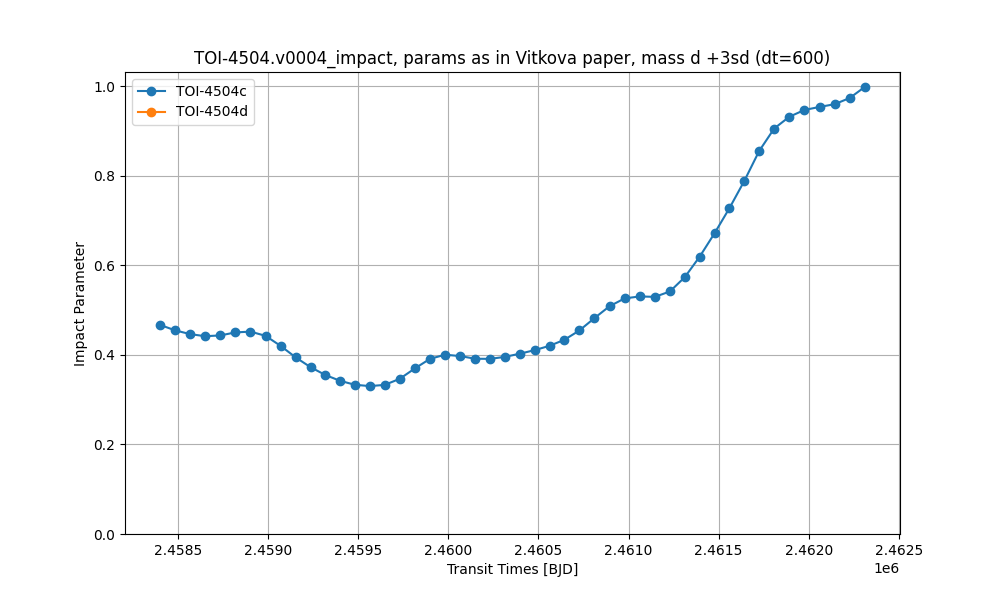 TOI-4504.v0004_impact, params as in Vitkova paper, mass d +3sd (dt=600)
TOI-4504c
TOI-4504d
1.0
0.8
0.6
0.4
0.2
0.0
Impact Parameter
2.4585 2.4590 2.4595 2.4600 2.4605 2.4610 2.4615 2.4620 2.4625
1e6
Transit Times [BJD]